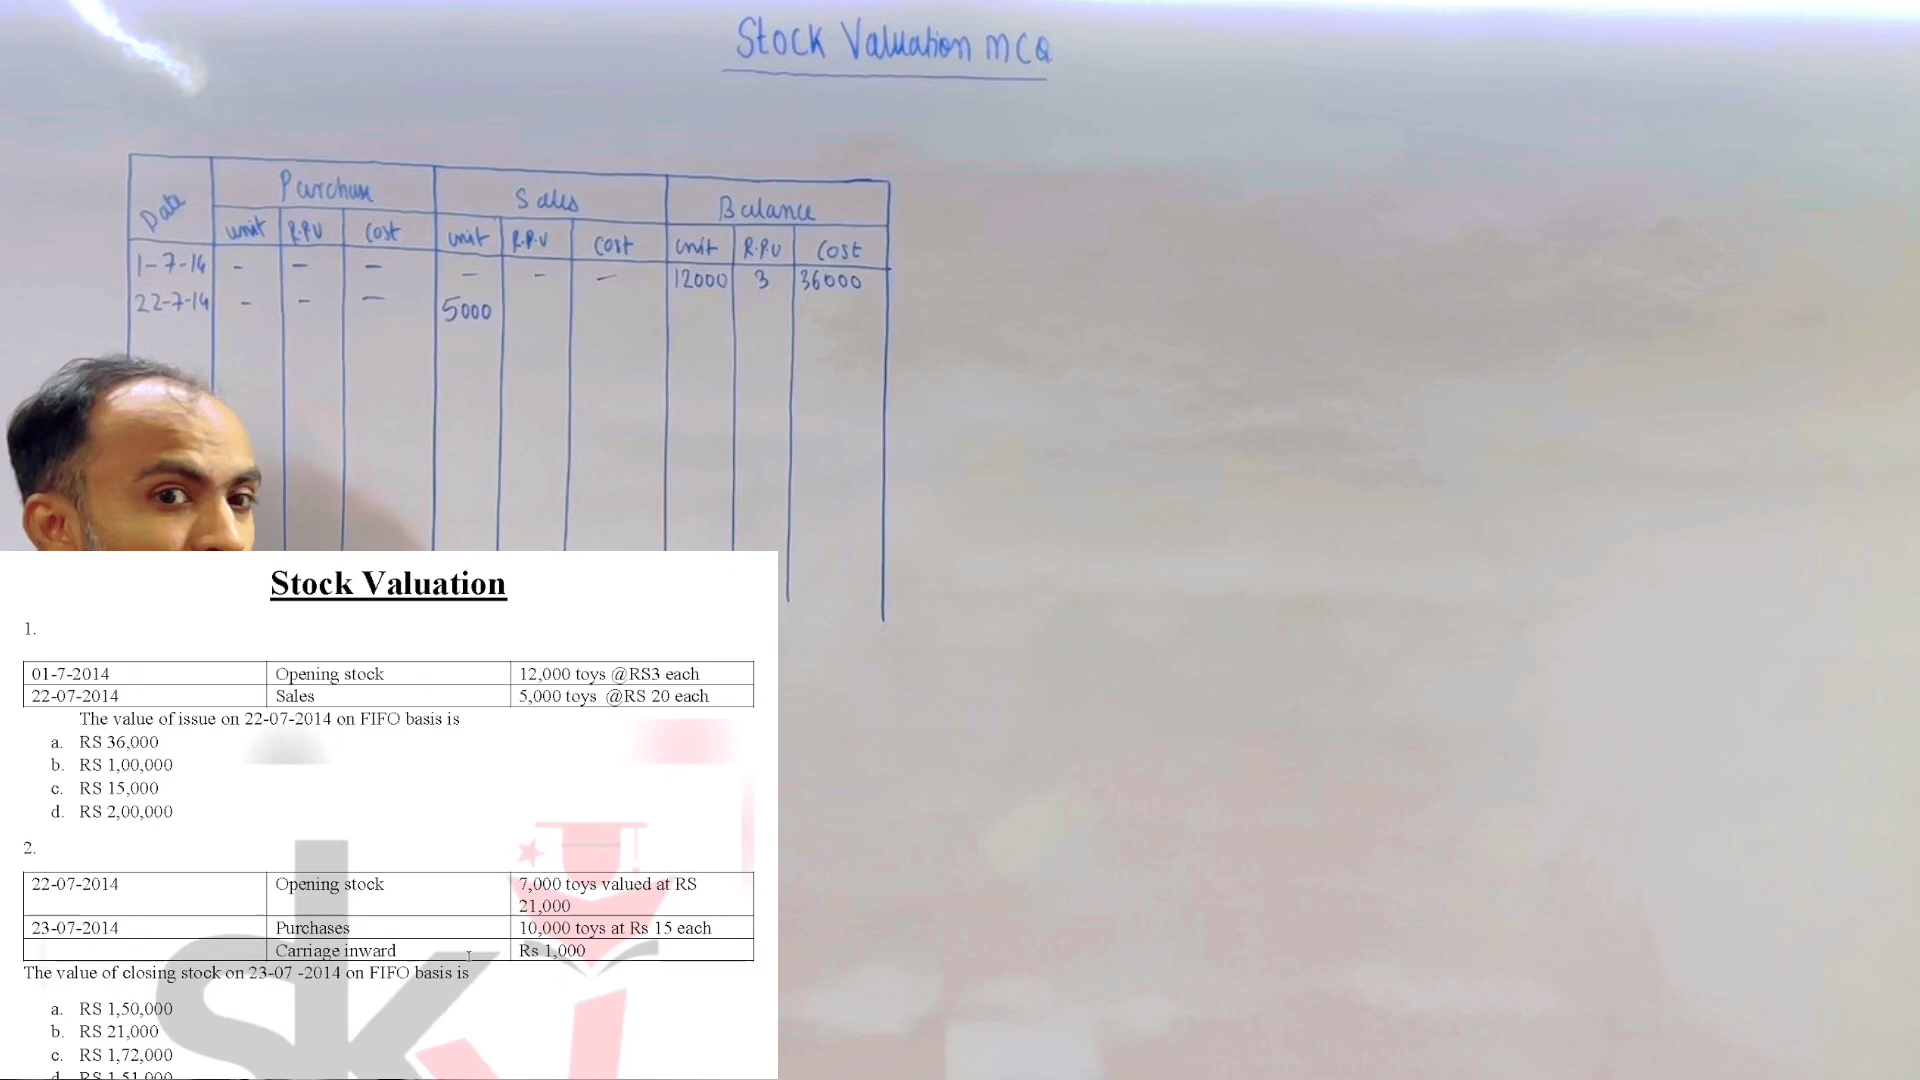 Stock Valuation MCQ
Date Purchase Sales Balance
unit R.P.U Cost unit R.P.U Cost unit R.P.U Cost
1-7-14 - - - - - - 12000 3 36000
22-7-14 - - - 5000
Stock Valuation
1.
01-7-2014 Opening stock 12,000 toys @RS3 each
22-07-2014 Sales 5,000 toys @RS 20 each
The value of issue on 22-07-2014 on FIFO basis is
a. RS 36,000
b. RS 1,00,000
c. RS 15,000
d. RS 2,00,000
2.
22-07-2014 Opening stock 7,000 toys valued at RS
21,000
23-07-2014 Purchases 10,000 toys at Rs 15 each
Carriage inward Rs 1,000
The value of closing stock on 23-07 -2014 on FIFO basis is
a. RS 1,50,000
b. RS 21,000
c. RS 1,72,000
d. RS 1,51,000